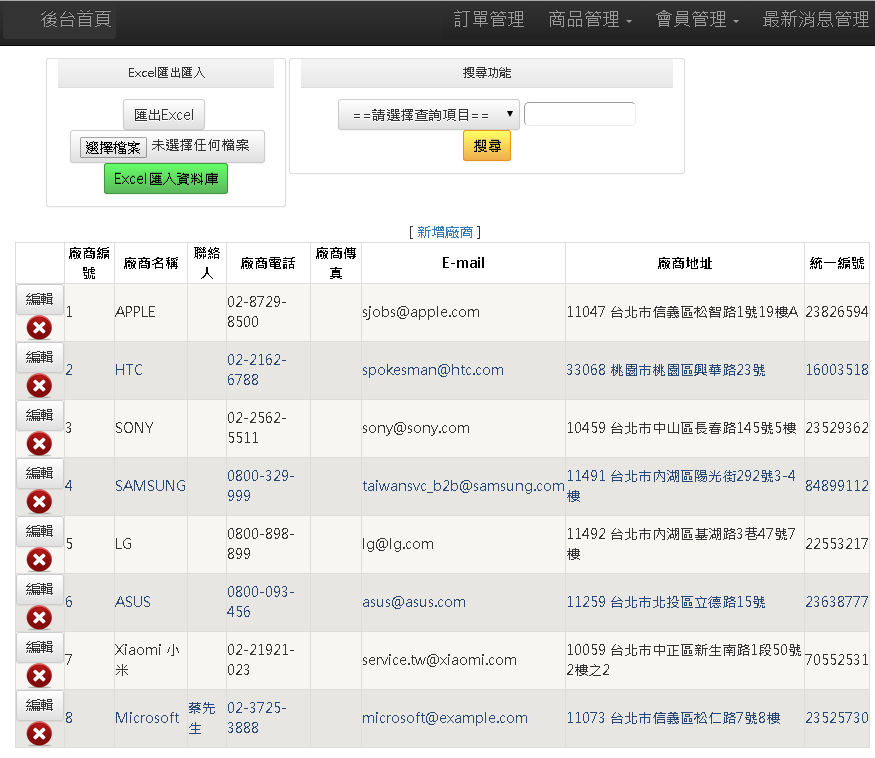 後台首頁 訂單管理 商品管理 會員管理 最新消息管理
Excel匯出匯入 搜尋功能
匯出Excel ==請選擇查詢項目==
選擇檔案 未選擇任何檔案 搜尋
Excel匯入資料庫
[ 新增廠商 ]
廠商編號 廠商名稱 聯絡人 廠商電話 廠商傳真 E-mail 廠商地址 統一編號
編輯 1 APPLE 02-8729-8500 sjobs@apple.com 11047 台北市信義區松智路1號19樓A 23826594
編輯 2 HTC 02-2162-6788 spokesman@htc.com 33068 桃園市桃園區興華路23號 16003518
編輯 3 SONY 02-2562-5511 sony@sony.com 10459 台北市中山區長春路145號5樓 23529362
編輯 4 SAMSUNG 0800-329-999 taiwansvc_b2b@samsung.com 11491 台北市內湖區陽光街292號3-4樓 84899112
編輯 5 LG 0800-898-899 lg@lg.com 11492 台北市內湖區基湖路3巷47號7樓 22553217
編輯 6 ASUS 0800-093-456 asus@asus.com 11259 台北市北投區立德路15號 23638777
編輯 7 Xiaomi 小米 02-21921-023 service.tw@xiaomi.com 10059 台北市中正區新生南路1段50號2樓之2 70552531
編輯 8 Microsoft 蔡先生 02-3725-3888 microsoft@example.com 11073 台北市信義區松仁路7號8樓 23525730